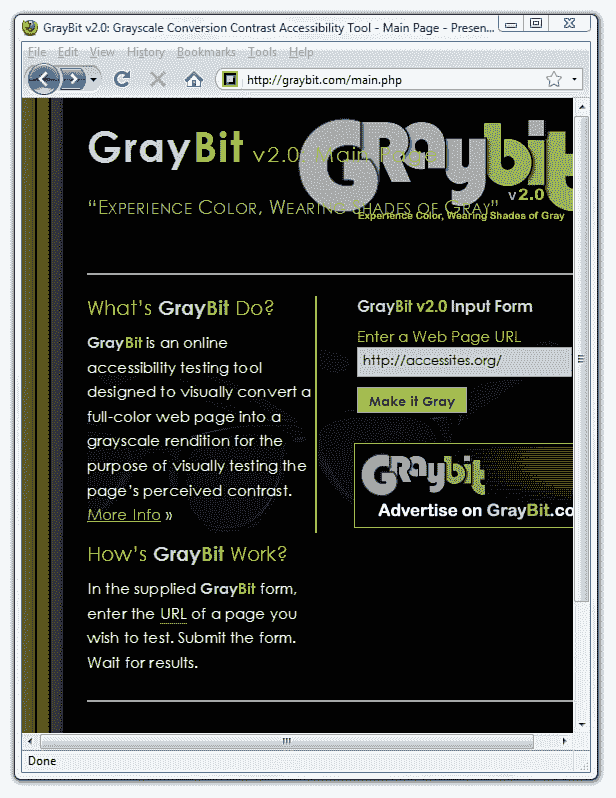 GrayBit v2.0: Grayscale Conversion Contrast Accessibility Tool - Main Page - Presen...
File Edit View History Bookmarks Tools Help
http://graybit.com/main.php
GrayBit v2.0: Main Page
Graybit
v2.0
Experience Color, Wearing Shades of Gray
“Experience Color, Wearing Shades of Gray”
What’s GrayBit Do?
GrayBit is an online
accessibility testing tool
designed to visually convert a
full-color web page into a
grayscale rendition for the
purpose of visually testing the
page’s perceived contrast.
More Info »
How’s GrayBit Work?
In the supplied GrayBit form,
enter the URL of a page you
wish to test. Submit the form.
Wait for results.
GrayBit v2.0 Input Form
Enter a Web Page URL
http://accessites.org/
Make it Gray
Graybit
Advertise on GrayBit.co
Done